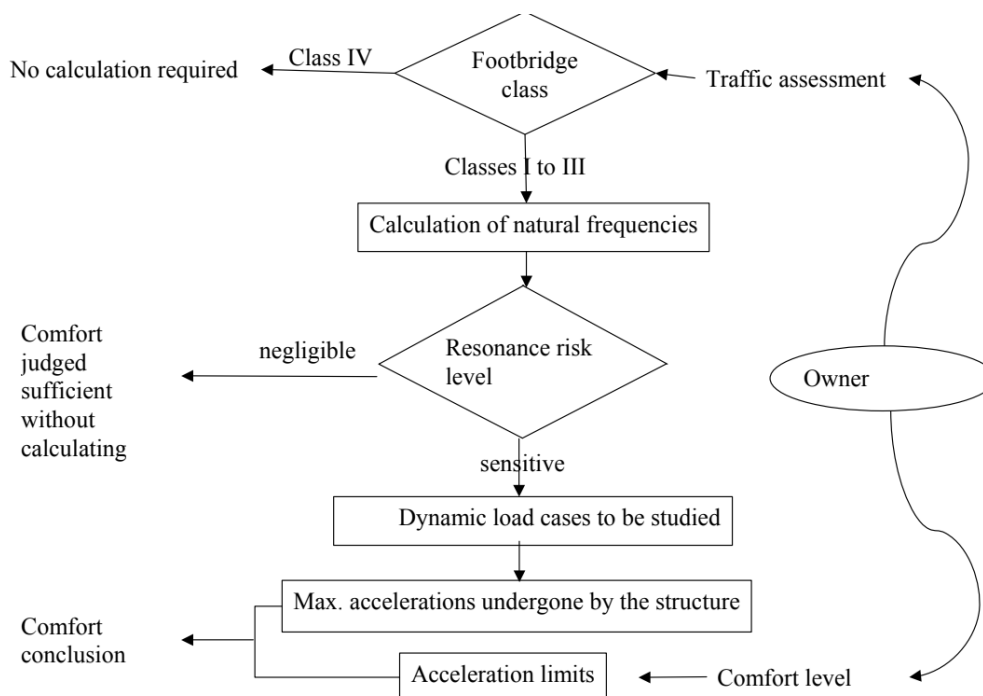 Class IV
No calculation required
Footbridge
class
Traffic assessment
Classes I to III
Calculation of natural frequencies
Comfort
judged
sufficient
without
calculating
negligible
Resonance risk
level
Owner
sensitive
Dynamic load cases to be studied
Max. accelerations undergone by the structure
Comfort
conclusion
Acceleration limits
Comfort level